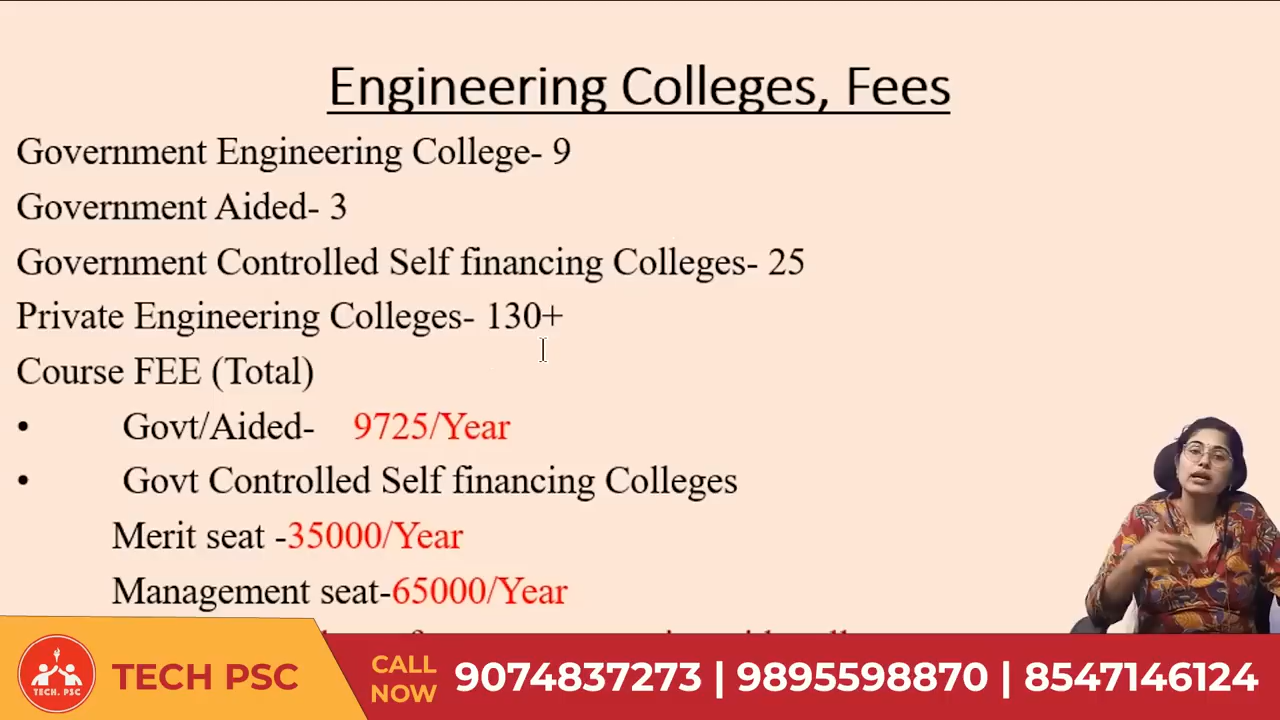 Engineering Colleges, Fees
Government Engineering College- 9
Government Aided- 3
Government Controlled Self financing Colleges- 25
Private Engineering Colleges- 130+
Course FEE (Total)
• Govt/Aided- 9725/Year
• Govt Controlled Self financing Colleges
Merit seat -35000/Year
Management seat-65000/Year
TECH. PSC
TECH PSC
CALL NOW
9074837273 | 9895598870 | 8547146124